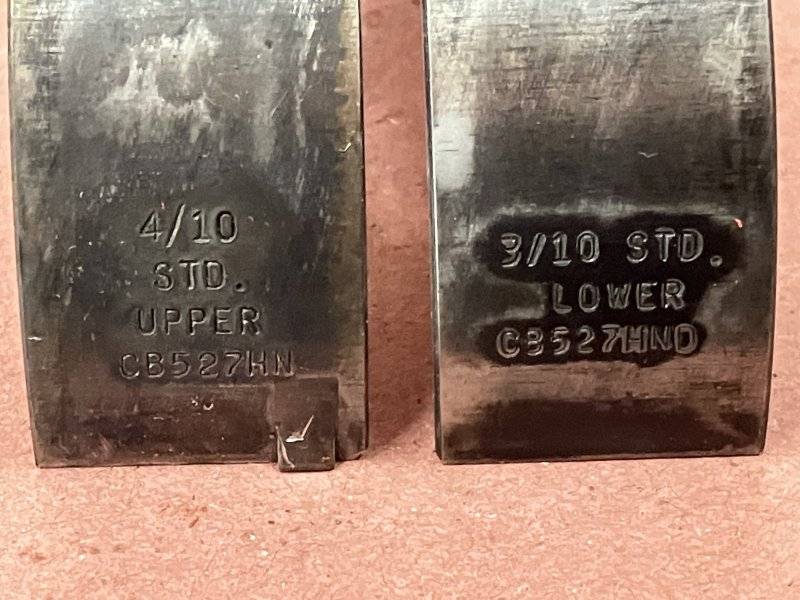 4/10
STD.
UPPER
CB527HN
3/10 STD.
LOWER
CB527HND